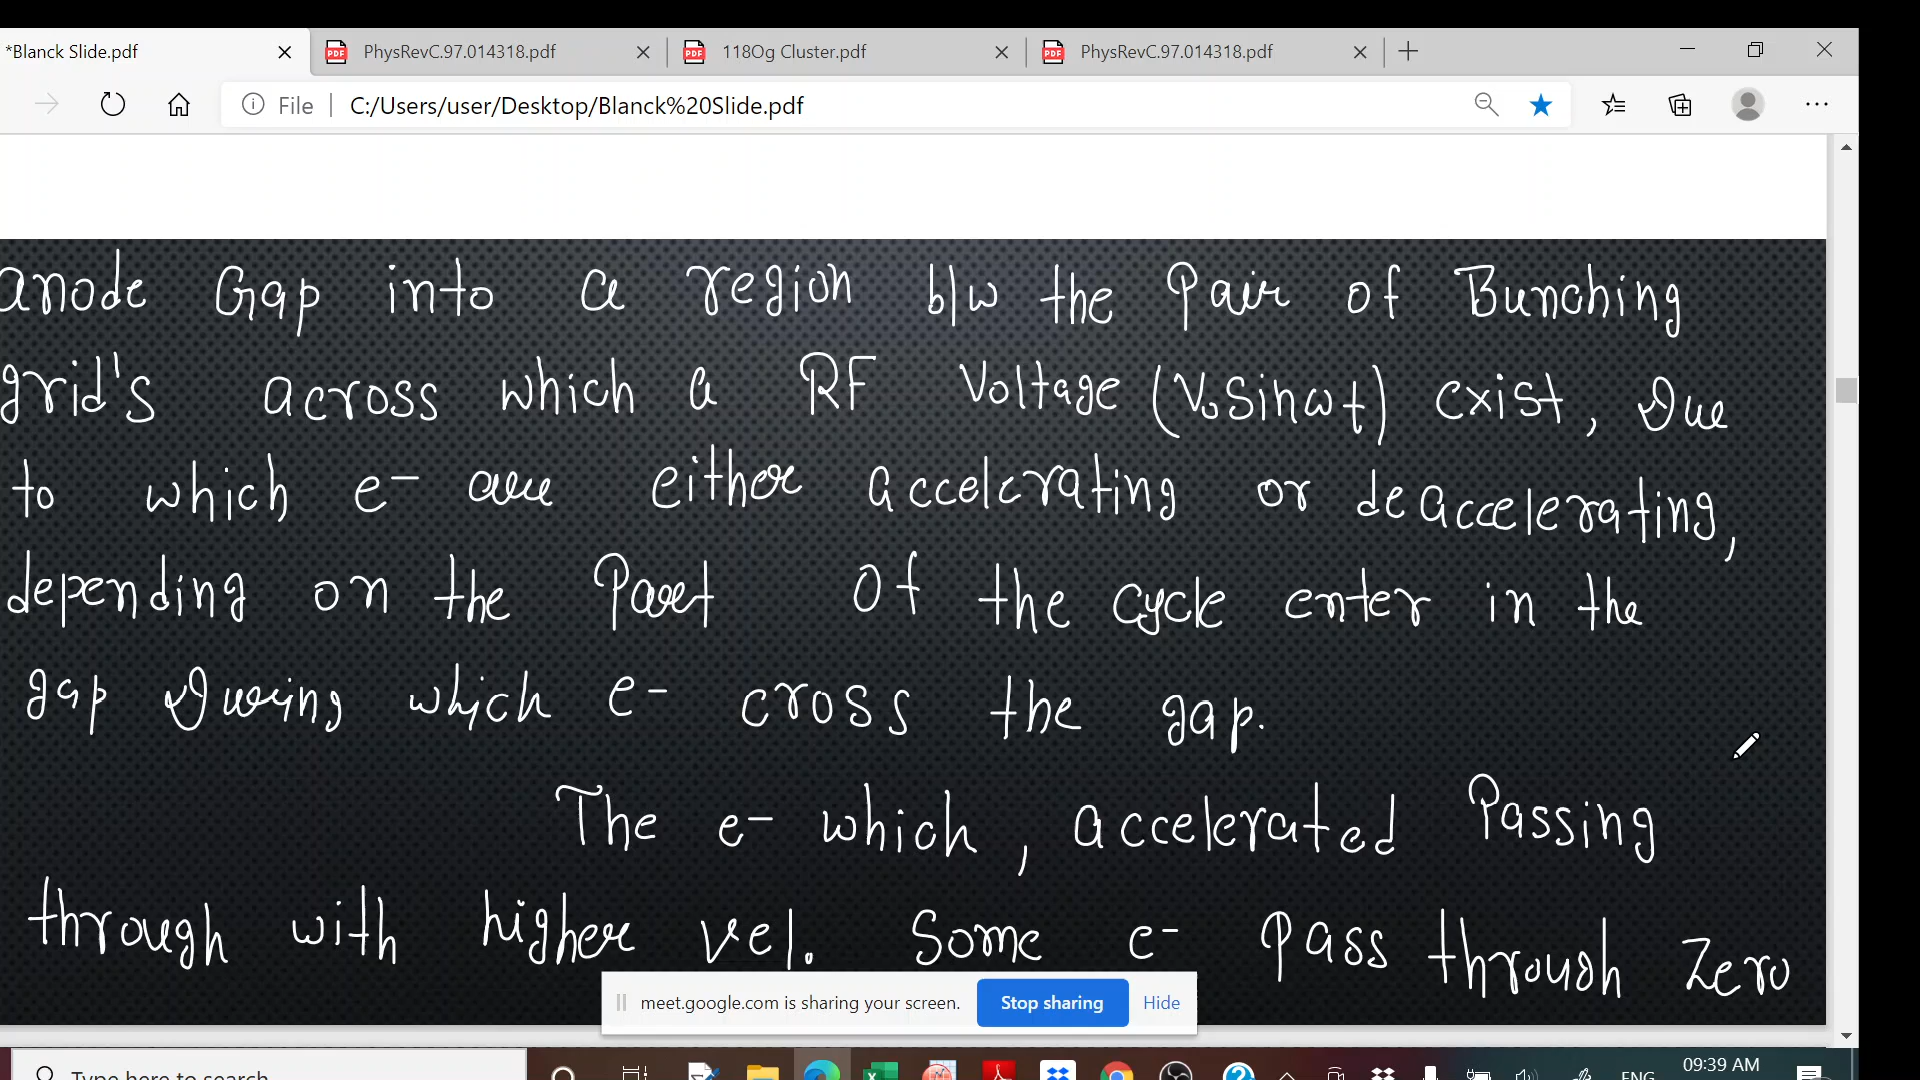 *Blanck Slide.pdf
PhysRevC.97.014318.pdf
118Og Cluster.pdf
PhysRevC.97.014318.pdf
File | C:/Users/user/Desktop/Blanck%20Slide.pdf
anode Gap into a region b/w the Pair of Bunching
grid's across which a RF Voltage (V₀Sinωt) exist, Due
to which e⁻ are either accelerating or deaccelerating,
depending on the Part Of the cycle enter in the
gap During which e⁻ cross the gap.
The e⁻ which, accelerated Passing
through with higher vel. Some e⁻ Pass through Zero
meet.google.com is sharing your screen.
Stop sharing
Hide
Type here to search
ENG
09:39 AM